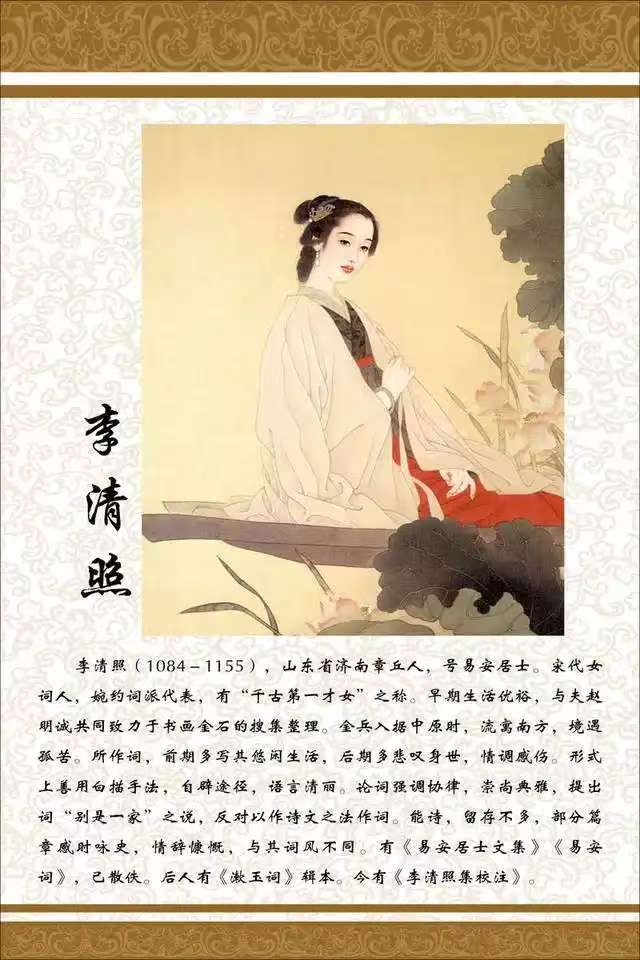 李清照
李清照（1084－1155），山东省济南章丘人，号易安居士。宋代女
词人，婉约词派代表，有“千古第一才女”之称。早期生活优裕，与夫赵
明诚共同致力于书画金石的搜集整理。金兵入据中原时，流寓南方，境遇
孤苦。所作词，前期多写其悠闲生活，后期多悲叹身世，情调感伤。形式
上善用白描手法，自辟途径，语言清丽。论词强调协律，崇尚典雅，提出
词“别是一家”之说，反对以作诗文之法作词。能诗，留存不多，部分篇
章感时咏史，情辞慷慨，与其词风不同。有《易安居士文集》《易安
词》，已散佚。后人有《漱玉词》辑本。今有《李清照集校注》。